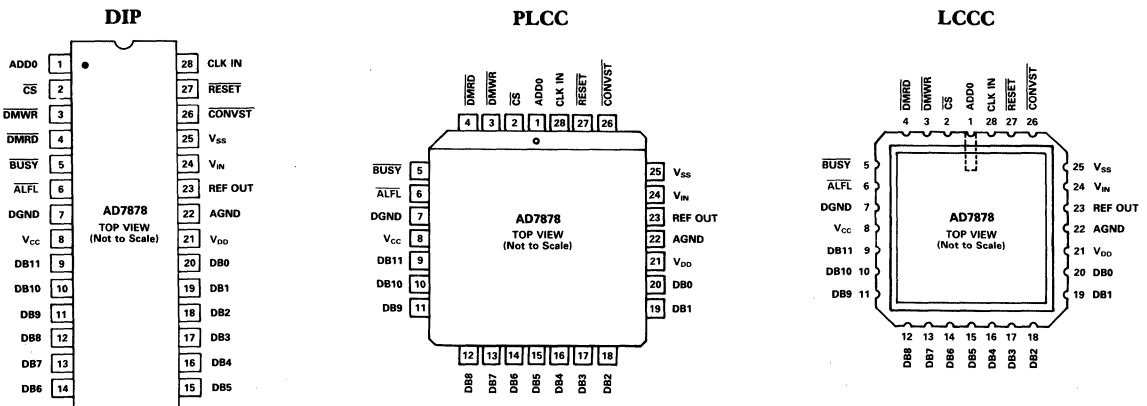 DIP
ADD0 1 28 CLK IN
CS 2 27 RESET
DMWR 3 26 CONVST
DMRD 4 25 VSS
BUSY 5 24 VIN
ALFL 6 23 REF OUT
DGND 7 22 AGND
VCC 8 21 VDD
DB11 9 20 DB0
DB10 10 19 DB1
DB9 11 18 DB2
DB8 12 17 DB3
DB7 13 16 DB4
DB6 14 15 DB5
AD7878
TOP VIEW
(Not to Scale)
PLCC
DMRD DMWR CS ADD0 CLK IN RESET CONVST
4 3 2 1 28 27 26
BUSY 5 25 VSS
ALFL 6 24 VIN
DGND 7 23 REF OUT
VCC 8 22 AGND
DB11 9 21 VDD
DB10 10 20 DB0
DB9 11 19 DB1
AD7878
TOP VIEW
(Not to Scale)
12 13 14 15 16 17 18
DB8 DB7 DB6 DB5 DB4 DB3 DB2
LCCC
DMRD DMWR CS ADD0 CLK IN RESET CONVST
4 3 2 1 28 27 26
BUSY 5 25 VSS
ALFL 6 24 VIN
DGND 7 23 REF OUT
VCC 8 22 AGND
DB11 9 21 VDD
DB10 10 20 DB0
DB9 11 19 DB1
AD7878
TOP VIEW
(Not to Scale)
12 13 14 15 16 17 18
DB8 DB7 DB6 DB5 DB4 DB3 DB2